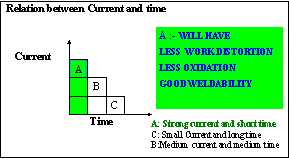 Relation between Current and time
A :- WILL HAVE
LESS WORK DISTORTION
LESS OXIDATION
GOOD WELDABILITY
Current
A
B
C
Time
A: Strong current and short time
C: Small Current and long time
B:Medium current and medium time